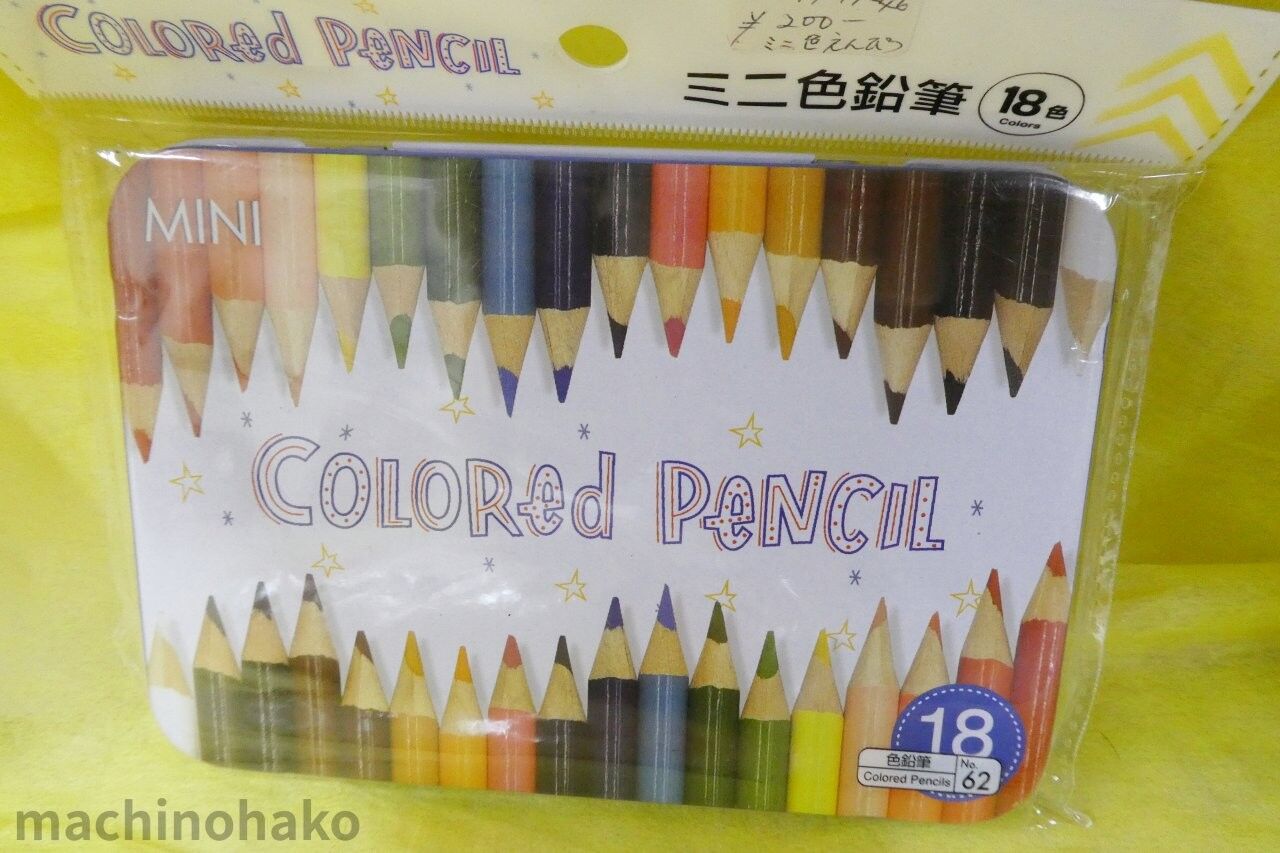 COLORED PENCIL
¥200-
ミニ色えんぴつ
ミニ色鉛筆
18色
Colors
MINI
COLORED PENCIL
18
色鉛筆
Colored Pencils
No.
62
machinohako